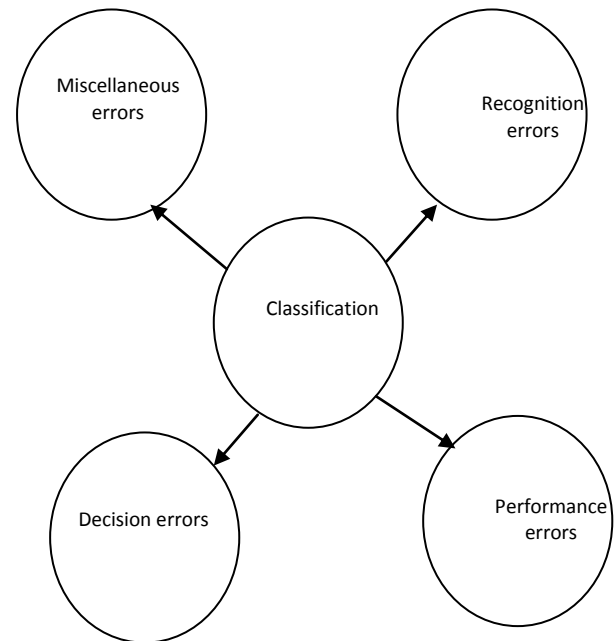 Miscellaneous
errors
Recognition
errors
Classification
Decision errors
Performance
errors